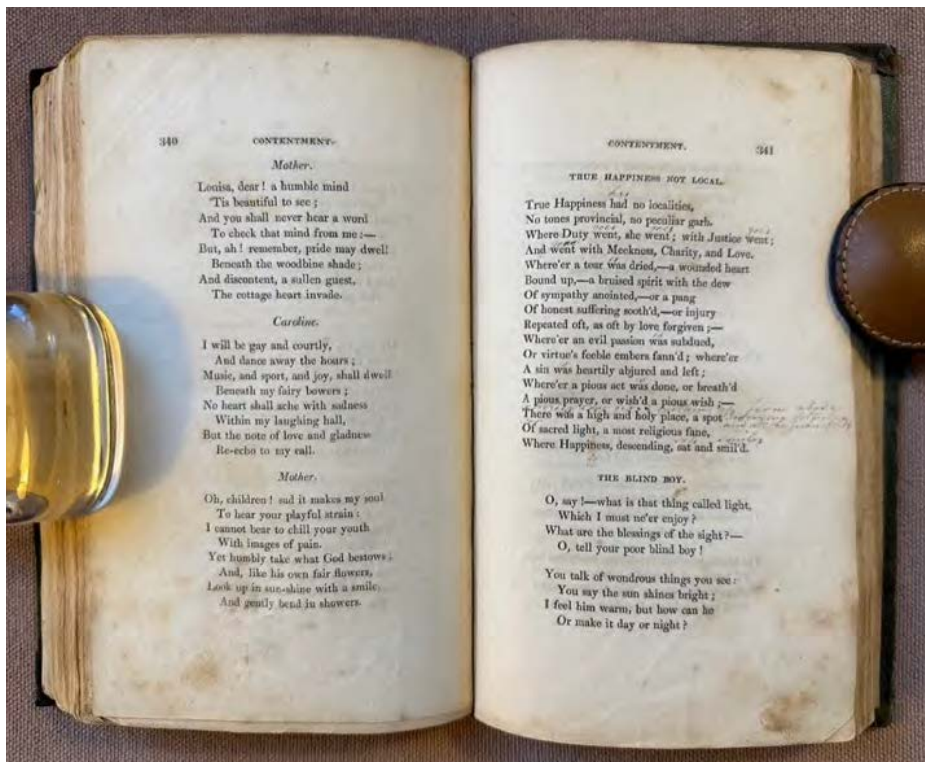 340
CONTENTMENT.
Mother.
Louisa, dear! a humble mind
'Tis beautiful to see;
And you shall never hear a word
To check that mind from me:—
But, ah! remember, pride may dwell
Beneath the woodbine shade;
And discontent, a sullen guest,
The cottage heart invade.
Caroline.
I will be gay and courtly,
And dance away the hours;
Music, and sport, and joy, shall dwell
Beneath my fairy bowers;
No heart shall ache with sadness
Within my laughing hall,
But the note of love and gladness
Re-echo to my call.
Mother.
Oh, children! sad it makes my soul
To hear your playful strain:
I cannot bear to chill your youth
With images of pain.
Yet humbly take what God bestows;
And, like his own fair flowers,
Look up in sun-shine with a smile,
And gently bend in showers.
CONTENTMENT.
341
TRUE HAPPINESS NOT LOCAL.
True Happiness had no localities,
No tones provincial, no peculiar garb.
Where Duty went, she went; with Justice went;
And went with Meekness, Charity, and Love.
Where'er a tear was dried,—a wounded heart
Bound up,—a bruised spirit with the dew
Of sympathy anointed,—or a pang
Of honest suffering sooth'd,—or injury
Repeated oft, as oft by love forgiven;—
Where'er an evil passion was subdued,
Or virtue's feeble embers fann'd; where'er
A sin was heartily abjured and left;
Where'er a pious act was done, or breath'd
A pious prayer, or wish'd a pious wish;—
There was a high and holy place, a spot
Of sacred light, a most religious fane,
Where Happiness, descending, sat and smil'd.
THE BLIND BOY.
O, say!—what is that thing called light,
Which I must ne'er enjoy?
What are the blessings of the sight?—
O, tell your poor blind boy!
You talk of wondrous things you see:
You say the sun shines bright;
I feel him warm, but how can he
Or make it day or night?